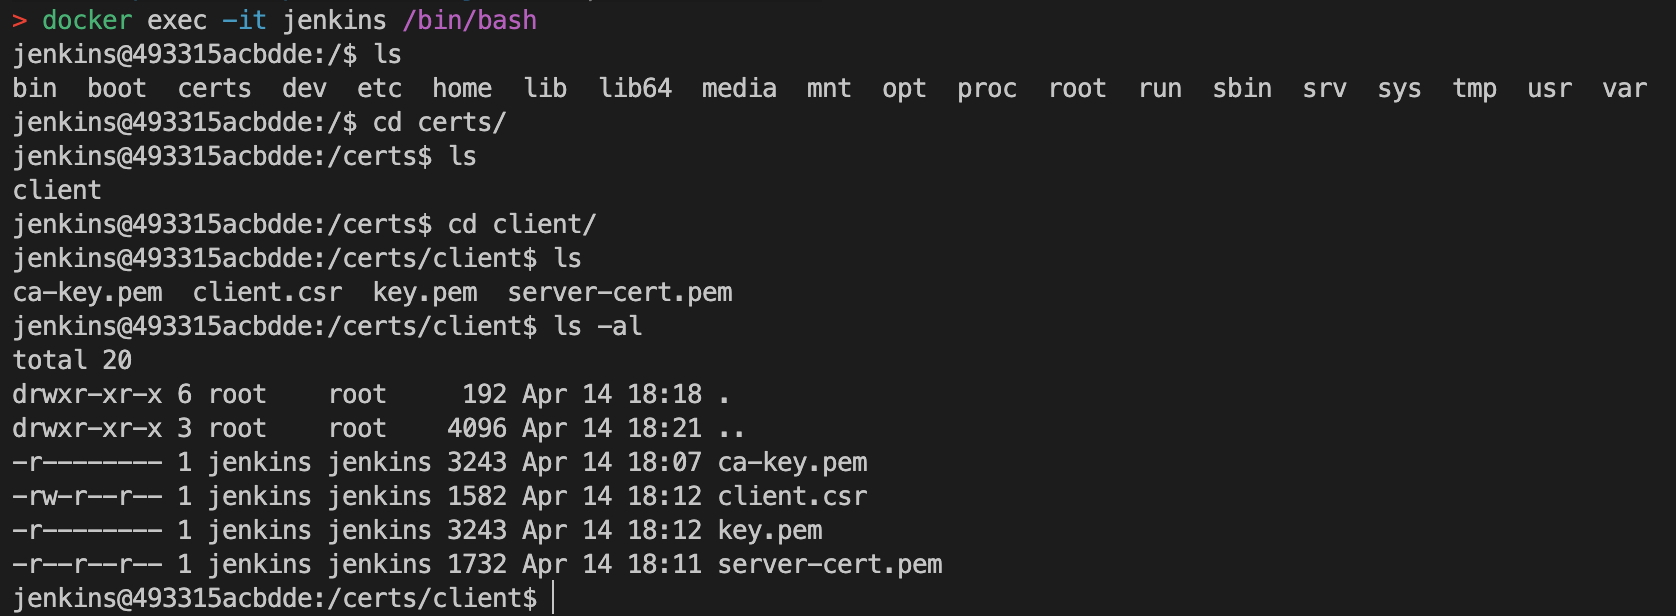 > docker exec -it jenkins /bin/bash
jenkins@493315acbdde:/$ ls
bin  boot  certs  dev  etc  home  lib  lib64  media  mnt  opt  proc  root  run  sbin  srv  sys  tmp  usr  var
jenkins@493315acbdde:/$ cd certs/
jenkins@493315acbdde:/certs$ ls
client
jenkins@493315acbdde:/certs$ cd client/
jenkins@493315acbdde:/certs/client$ ls
ca-key.pem  client.csr  key.pem  server-cert.pem
jenkins@493315acbdde:/certs/client$ ls -al
total 20
drwxr-xr-x 6 root    root     192 Apr 14 18:18 .
drwxr-xr-x 3 root    root    4096 Apr 14 18:21 ..
-r-------- 1 jenkins jenkins 3243 Apr 14 18:07 ca-key.pem
-rw-r--r-- 1 jenkins jenkins 1582 Apr 14 18:12 client.csr
-r-------- 1 jenkins jenkins 3243 Apr 14 18:12 key.pem
-r--r--r-- 1 jenkins jenkins 1732 Apr 14 18:11 server-cert.pem
jenkins@493315acbdde:/certs/client$